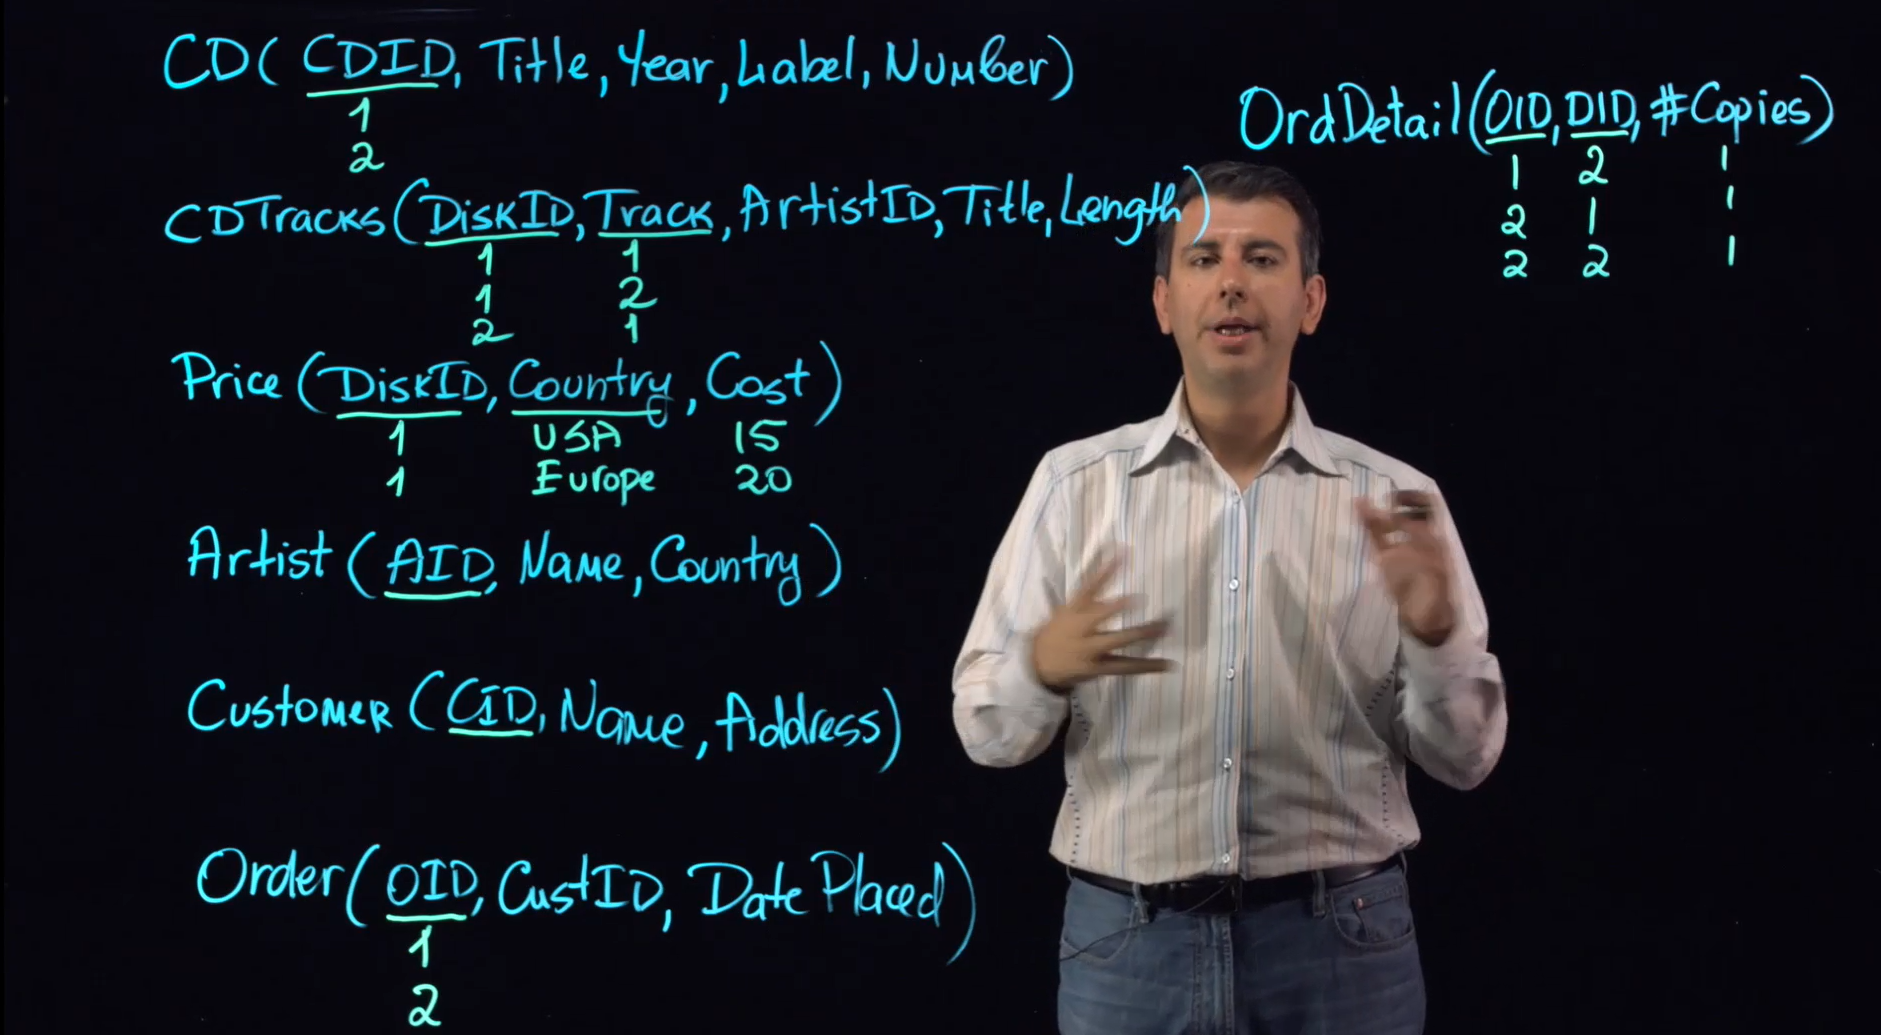 CD(CDID, Title, Year, Label, Number)
1
2
CDTracks(DiskID, Track, ArtistID, Title, Length)
1 1
1 2
2 1
Price(DiskID, Country, Cost)
1 USA 15
1 Europe 20
Artist(AID, Name, Country)
Customer(CID, Name, Address)
Order(OID, CustID, Date Placed)
1
2
OrdDetail(OID, DID, #Copies)
1 2 1
2 1 1
2 2 1